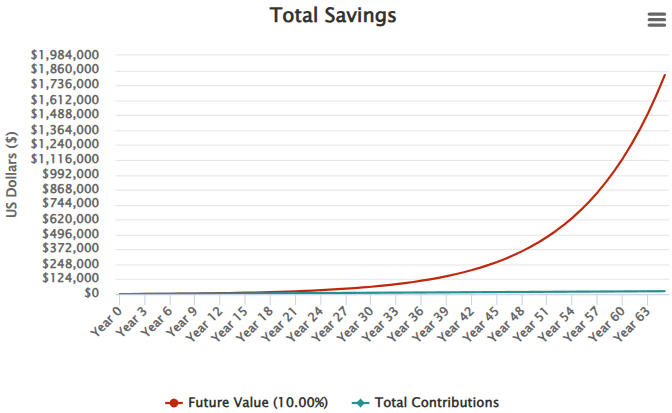 Total Savings
US Dollars ($)
$1,984,000
$1,860,000
$1,736,000
$1,612,000
$1,488,000
$1,364,000
$1,240,000
$1,116,000
$992,000
$868,000
$744,000
$620,000
$496,000
$372,000
$248,000
$124,000
$0
Year 0
Year 3
Year 6
Year 9
Year 12
Year 15
Year 18
Year 21
Year 24
Year 27
Year 30
Year 33
Year 36
Year 39
Year 42
Year 45
Year 48
Year 51
Year 54
Year 57
Year 60
Year 63
Future Value (10.00%)
Total Contributions